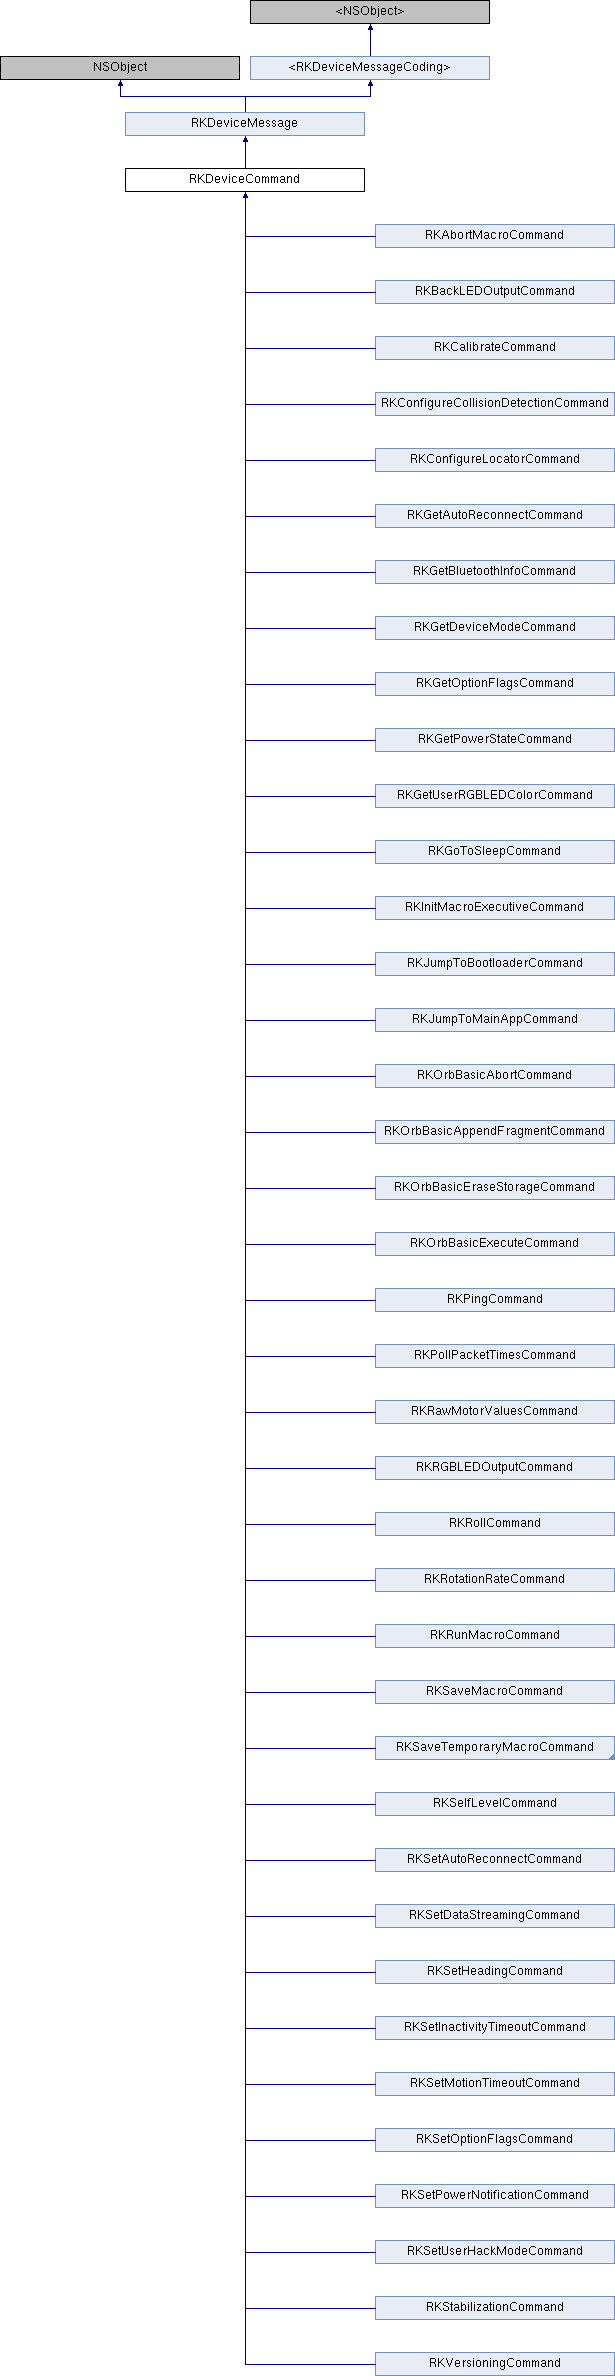 <NSObject>
NSObject
<RKDeviceMessageCoding>
RKDeviceMessage
RKDeviceCommand
RKAbortMacroCommand
RKBackLEDOutputCommand
RKCalibrateCommand
RKConfigureCollisionDetectionCommand
RKConfigureLocatorCommand
RKGetAutoReconnectCommand
RKGetBluetoothInfoCommand
RKGetDeviceModeCommand
RKGetOptionFlagsCommand
RKGetPowerStateCommand
RKGetUserRGBLEDColorCommand
RKGoToSleepCommand
RKInitMacroExecutiveCommand
RKJumpToBootloaderCommand
RKJumpToMainAppCommand
RKOrbBasicAbortCommand
RKOrbBasicAppendFragmentCommand
RKOrbBasicEraseStorageCommand
RKOrbBasicExecuteCommand
RKPingCommand
RKPollPacketTimesCommand
RKRawMotorValuesCommand
RKRGBLEDOutputCommand
RKRollCommand
RKRotationRateCommand
RKRunMacroCommand
RKSaveMacroCommand
RKSaveTemporaryMacroCommand
RKSelfLevelCommand
RKSetAutoReconnectCommand
RKSetDataStreamingCommand
RKSetHeadingCommand
RKSetInactivityTimeoutCommand
RKSetMotionTimeoutCommand
RKSetOptionFlagsCommand
RKSetPowerNotificationCommand
RKSetUserHackModeCommand
RKStabilizationCommand
RKVersioningCommand